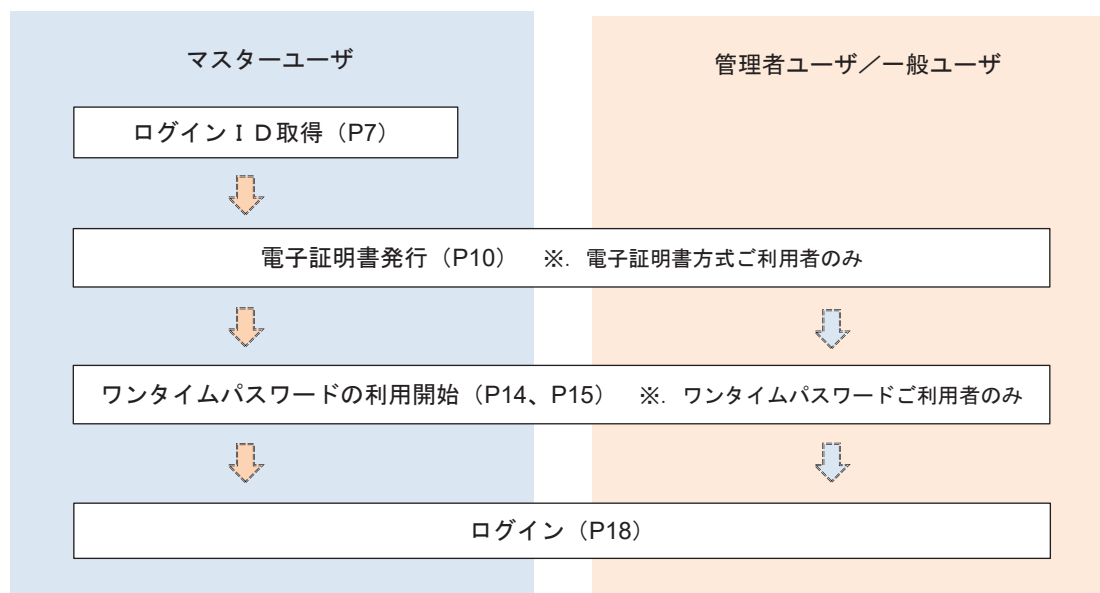 マスターユーザ
管理者ユーザ／一般ユーザ
ログインＩＤ取得（P7）
電子証明書発行（P10）　※. 電子証明書方式ご利用者のみ
ワンタイムパスワードの利用開始（P14、P15）　※. ワンタイムパスワードご利用者のみ
ログイン（P18）